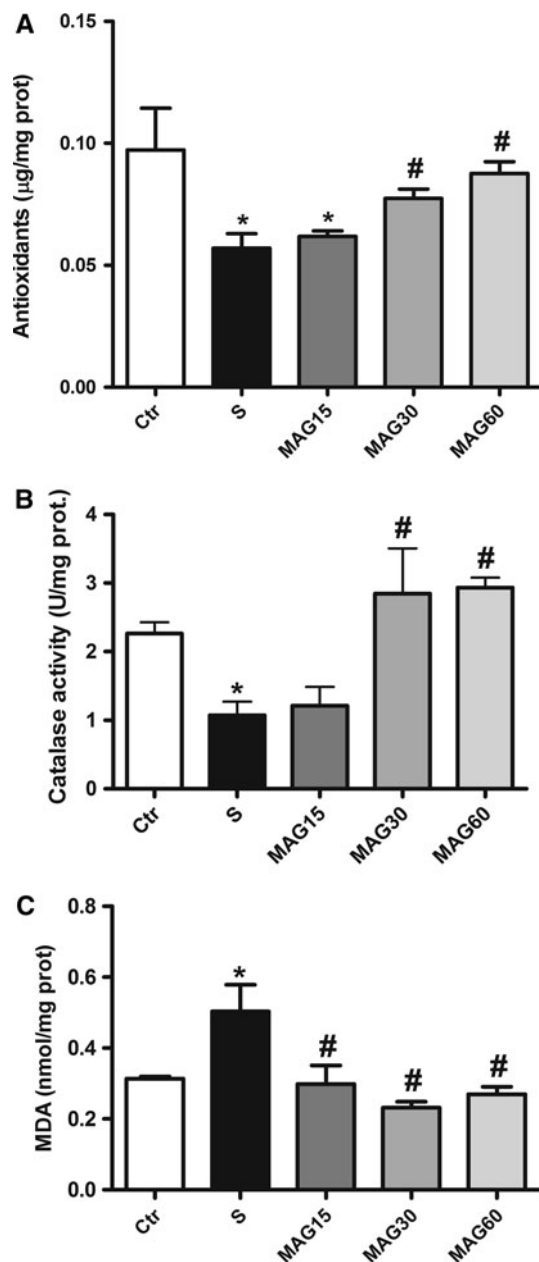 A
Antioxidants (µg/mg prot)
0.15
0.10
0.05
0.00
*
*
#
#
Ctr
S
MAG15
MAG30
MAG60
B
Catalase activity (U/mg prot.)
4
3
2
1
0
*
#
#
Ctr
S
MAG15
MAG30
MAG60
C
MDA (nmol/mg prot)
0.8
0.6
0.4
0.2
0.0
*
#
#
#
Ctr
S
MAG15
MAG30
MAG60